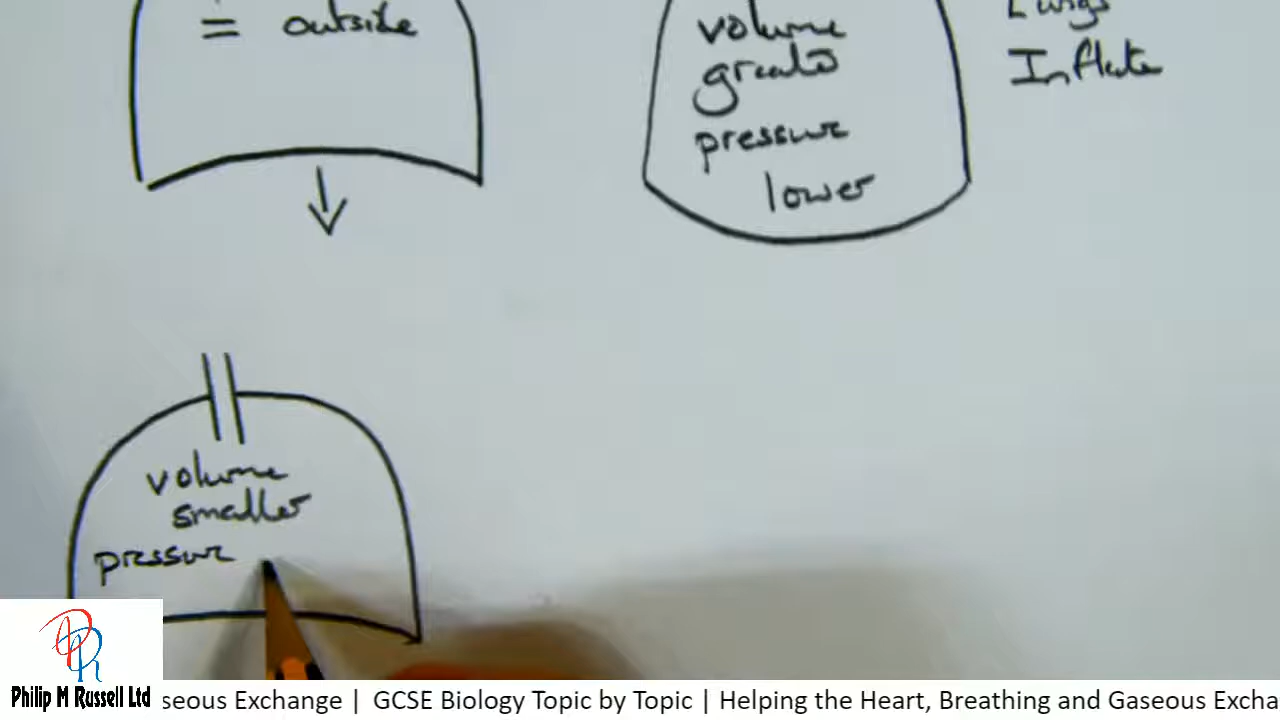 = outside
volume
greater
pressure
lower
Lungs
Inflate
volume
smaller
pressure
Philip M Russell Ltd
seous Exchange | GCSE Biology Topic by Topic | Helping the Heart, Breathing and Gaseous Excha